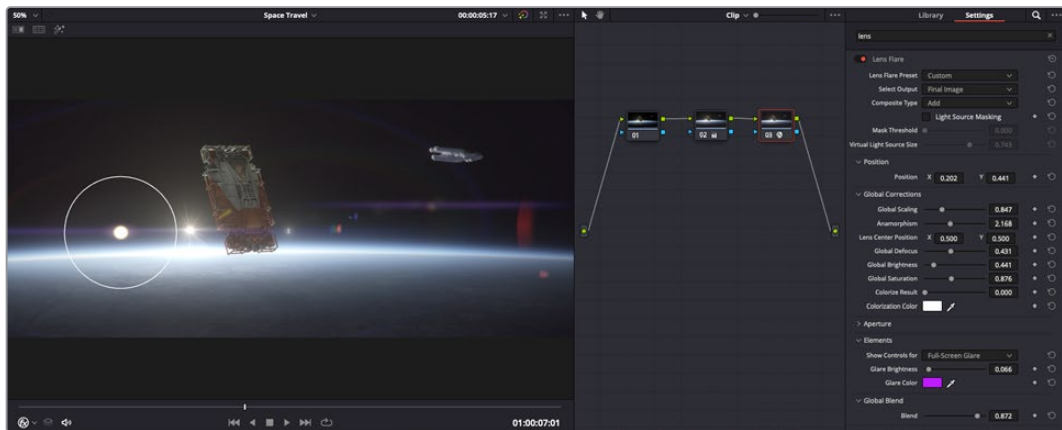 50% Space Travel 00:00:05:17
Clip
Library Settings
lens
Lens Flare
Lens Flare Preset Custom
Select Output Final Image
Composite Type Add
Light Source Masking
Mask Threshold 0.000
Virtual Light Source Size 0.743
Position
Position X 0.202 Y 0.441
Global Corrections
Global Scaling 0.847
Anamorphism 2.168
Lens Center Position X 0.500 Y 0.500
Global Defocus 0.431
Global Brightness 0.441
Global Saturation 0.876
Colorize Result 0.000
Colorization Color
Aperture
Elements
Show Controls for Full-Screen Glare
Glare Brightness 0.066
Glare Color
Global Blend
Blend 0.872
01
02
03
01:00:07:01